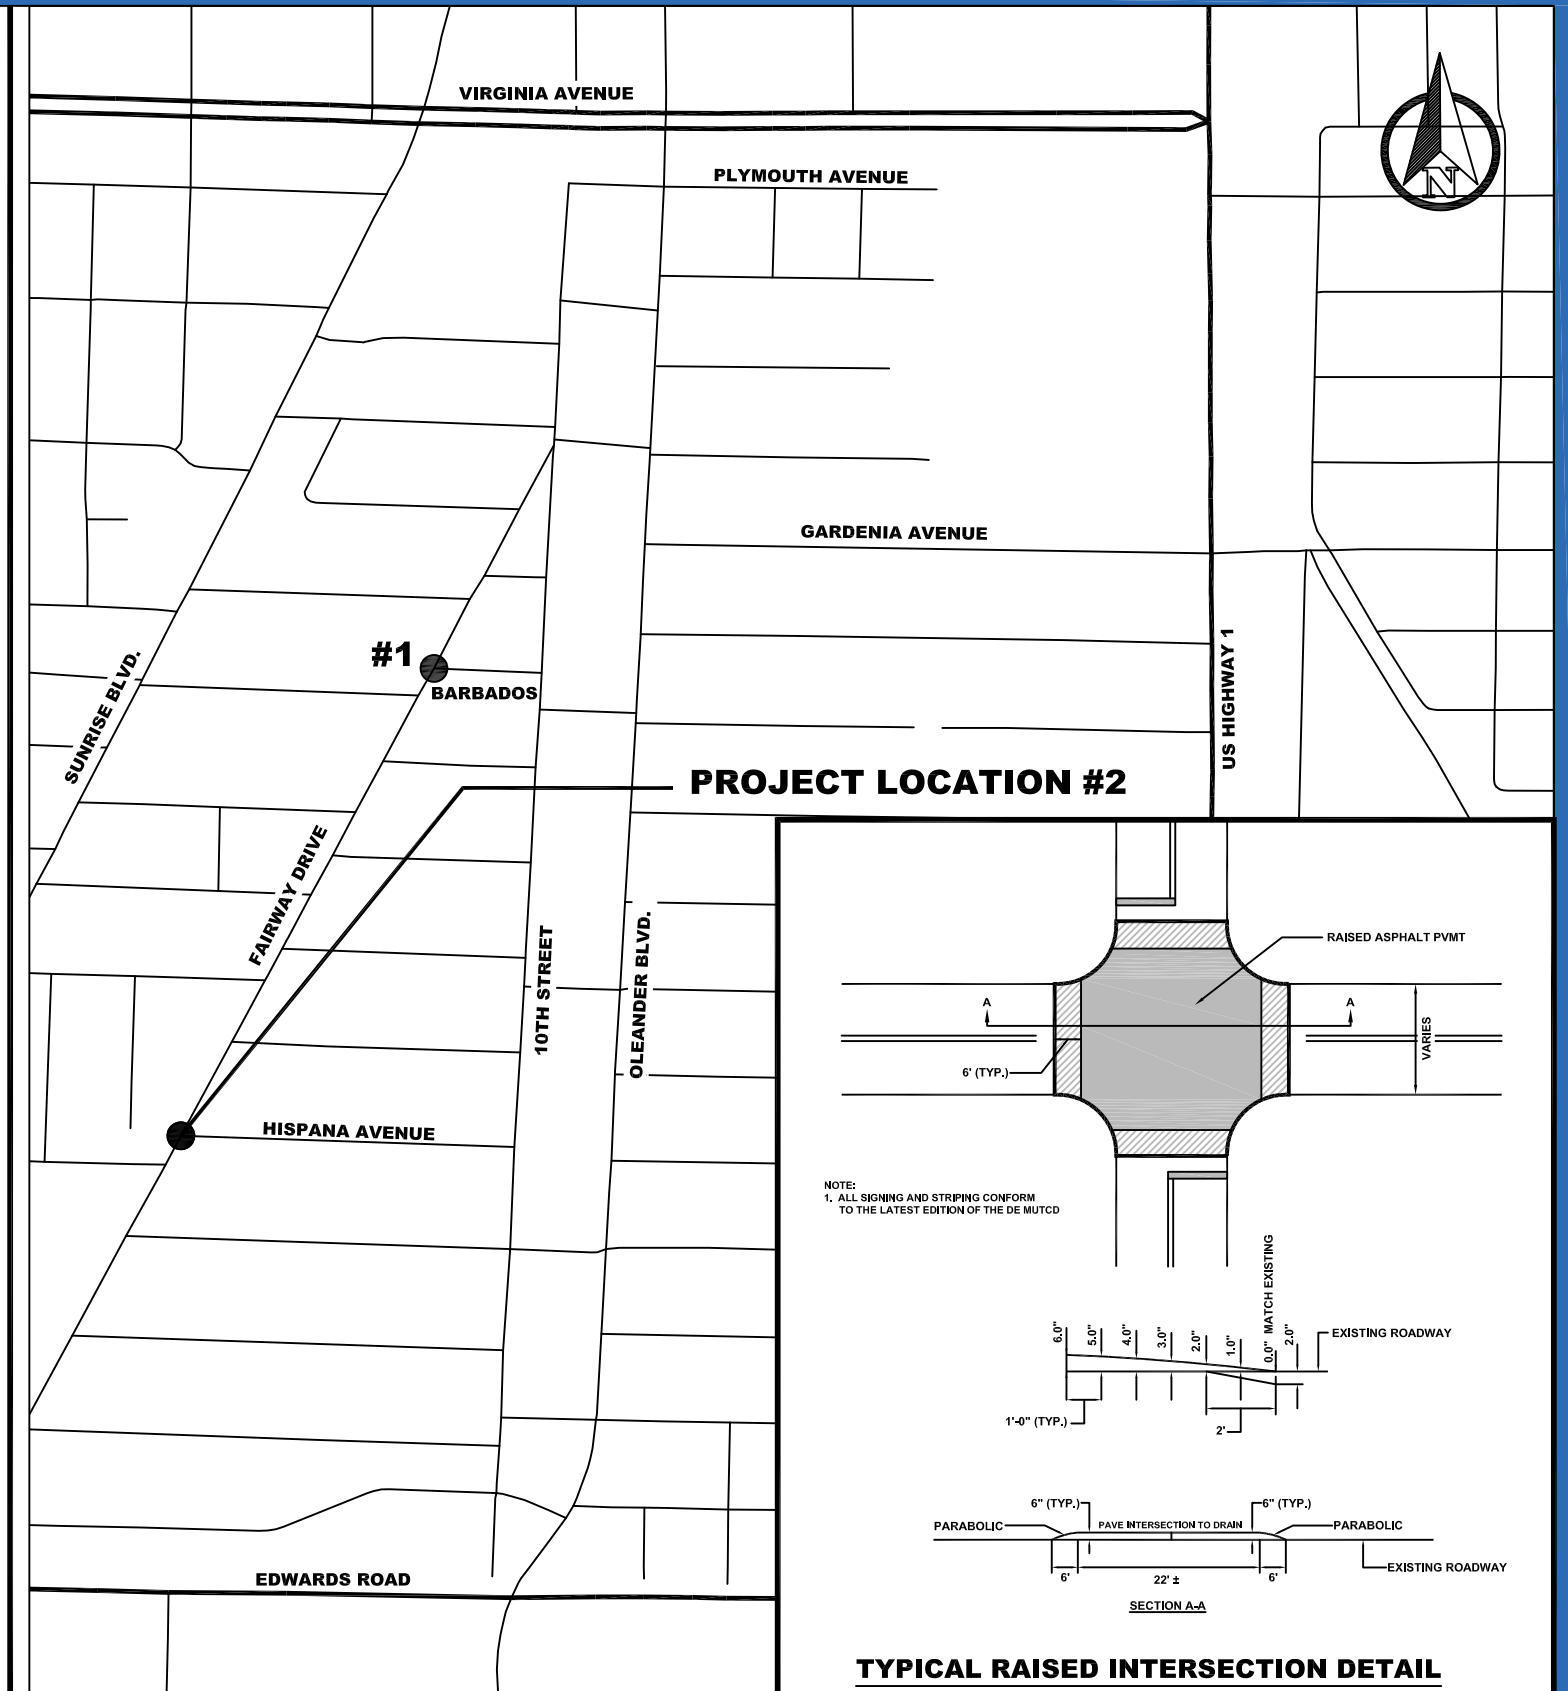 VIRGINIA AVENUE
N
PLYMOUTH AVENUE
GARDENIA AVENUE
#1
BARBADOS
SUNRISE BLVD.
US HIGHWAY 1
PROJECT LOCATION #2
FAIRWAY DRIVE
10TH STREET
OLEANDER BLVD.
HISPANA AVENUE
EDWARDS ROAD
RAISED ASPHALT PVMT
A
A
VARIES
6' (TYP.)
NOTE:
1. ALL SIGNING AND STRIPING CONFORM
TO THE LATEST EDITION OF THE DE MUTCD
6.0"
5.0"
4.0"
3.0"
2.0"
1.0"
0.0" MATCH EXISTING
2.0"
EXISTING ROADWAY
1'-0" (TYP.)
2'
6" (TYP.)
6" (TYP.)
PARABOLIC
PAVE INTERSECTION TO DRAIN
PARABOLIC
EXISTING ROADWAY
6'
22' ±
6'
SECTION A-A
TYPICAL RAISED INTERSECTION DETAIL